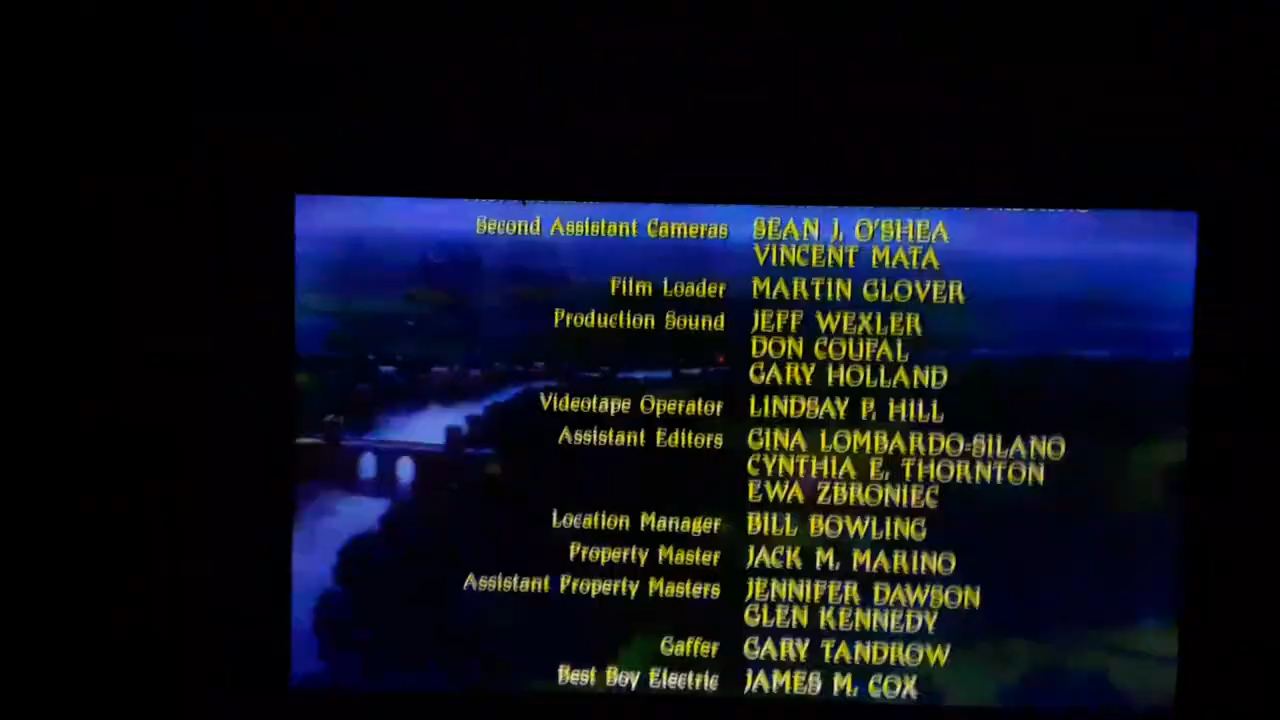 Second Assistant Cameras SEAN J. O'SHEA
VINCENT MATA
Film Loader MARTIN GLOVER
Production Sound JEFF WEXLER
DON COUFAL
GARY HOLLAND
Videotape Operator LINDSAY P. HILL
Assistant Editors GINA LOMBARDO-SILANO
CYNTHIA E. THORNTON
EWA ZBRONIEC
Location Manager BILL BOWLING
Property Master JACK M. MARINO
Assistant Property Masters JENNIFER DAWSON
GLEN KENNEDY
Gaffer GARY TANDROW
Best Boy Electric JAMES M. COX